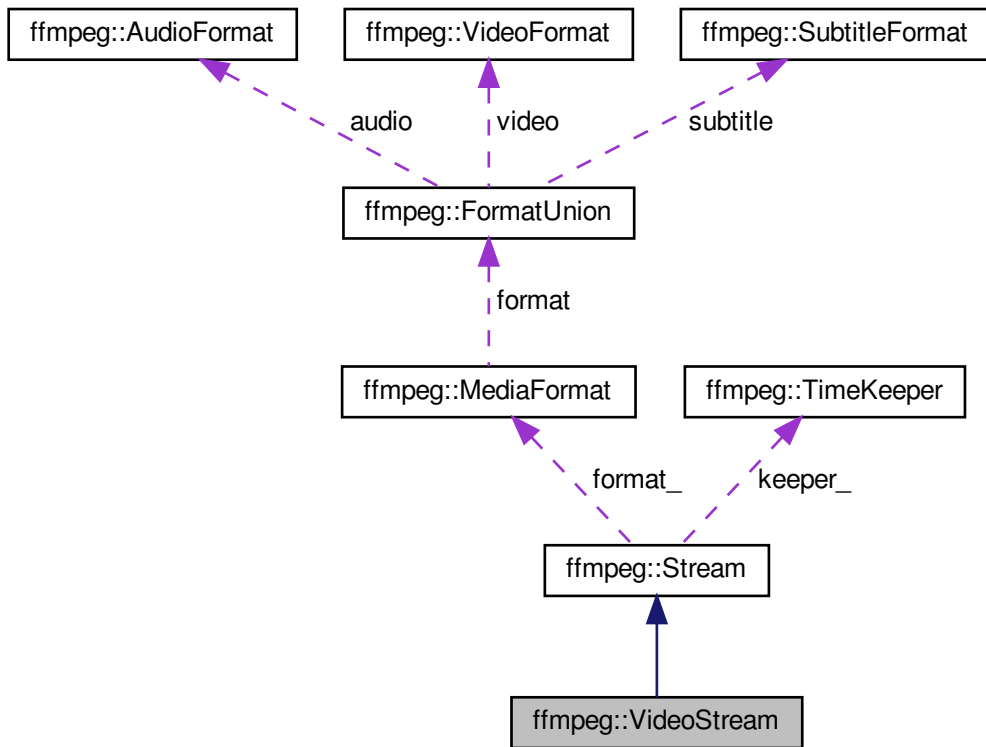 ffmpeg::AudioFormat
ffmpeg::VideoFormat
ffmpeg::SubtitleFormat
audio
video
subtitle
ffmpeg::FormatUnion
format
ffmpeg::MediaFormat
ffmpeg::TimeKeeper
format_
keeper_
ffmpeg::Stream
ffmpeg::VideoStream